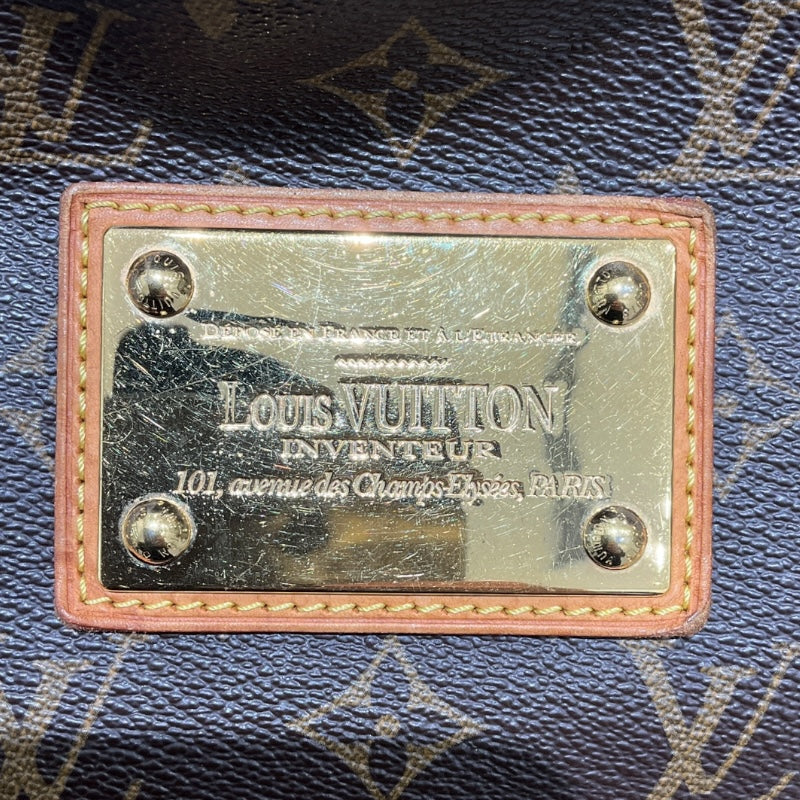 DÉPOSÉ EN FRANCE ET À L'ETRANGER
LOUIS VUITTON
INVENTEUR
101, avenue des Champs-Elysées, PARIS